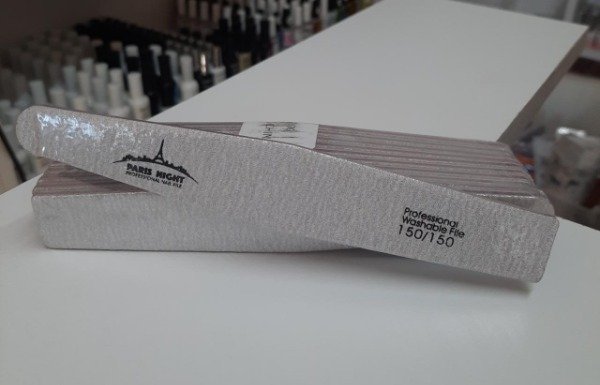 PARIS NIGHT
PROFESSIONAL NAIL FILE
Professional
Washable File
150/150